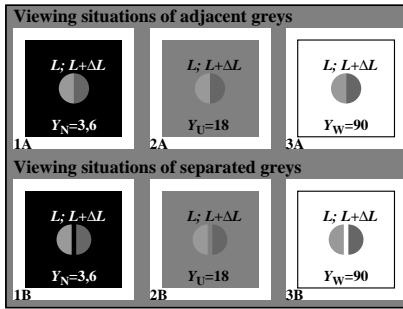 Viewing situations of adjacent greys
L; L+ΔL L; L+ΔL L; L+ΔL
Y_N=3,6 Y_U=18 Y_W=90
1A 2A 3A
Viewing situations of separated greys
L; L+ΔL L; L+ΔL L; L+ΔL
Y_N=3,6 Y_U=18 Y_W=90
1B 2B 3B